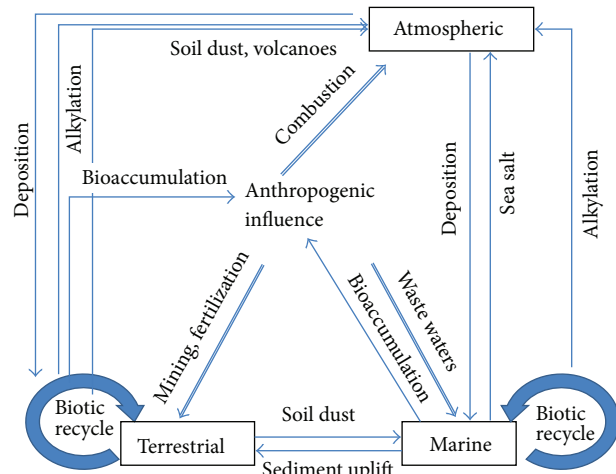 Atmospheric
Soil dust, volcanoes
Combustion
Deposition
Alkylation
Bioaccumulation
Anthropogenic
influence
Deposition
Sea salt
Alkylation
Mining, fertilization
Bioaccumulation
Waste waters
Biotic
recycle
Terrestrial
Soil dust
Sediment uplift
Marine
Biotic
recycle